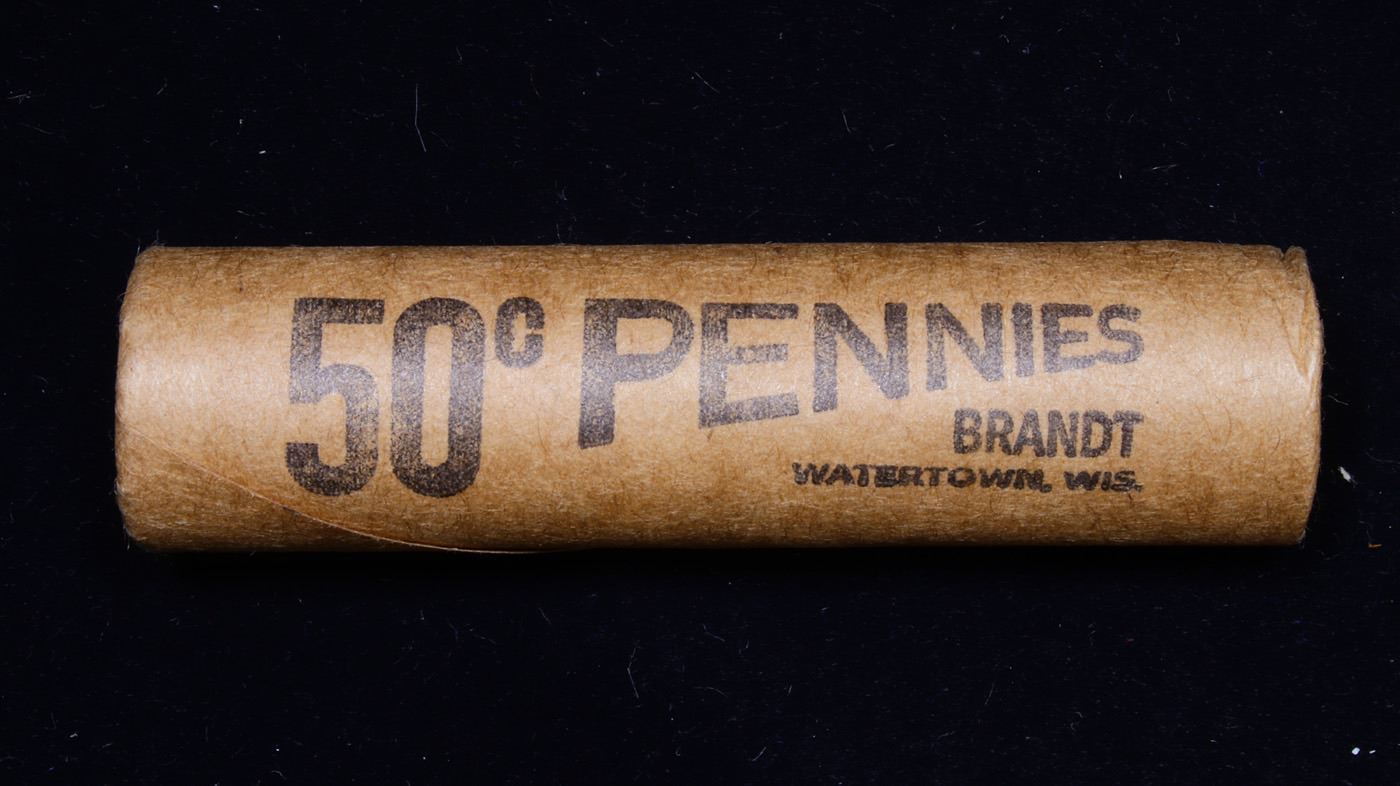 50c PENNIES
BRANDT
WATERTOWN, WIS.